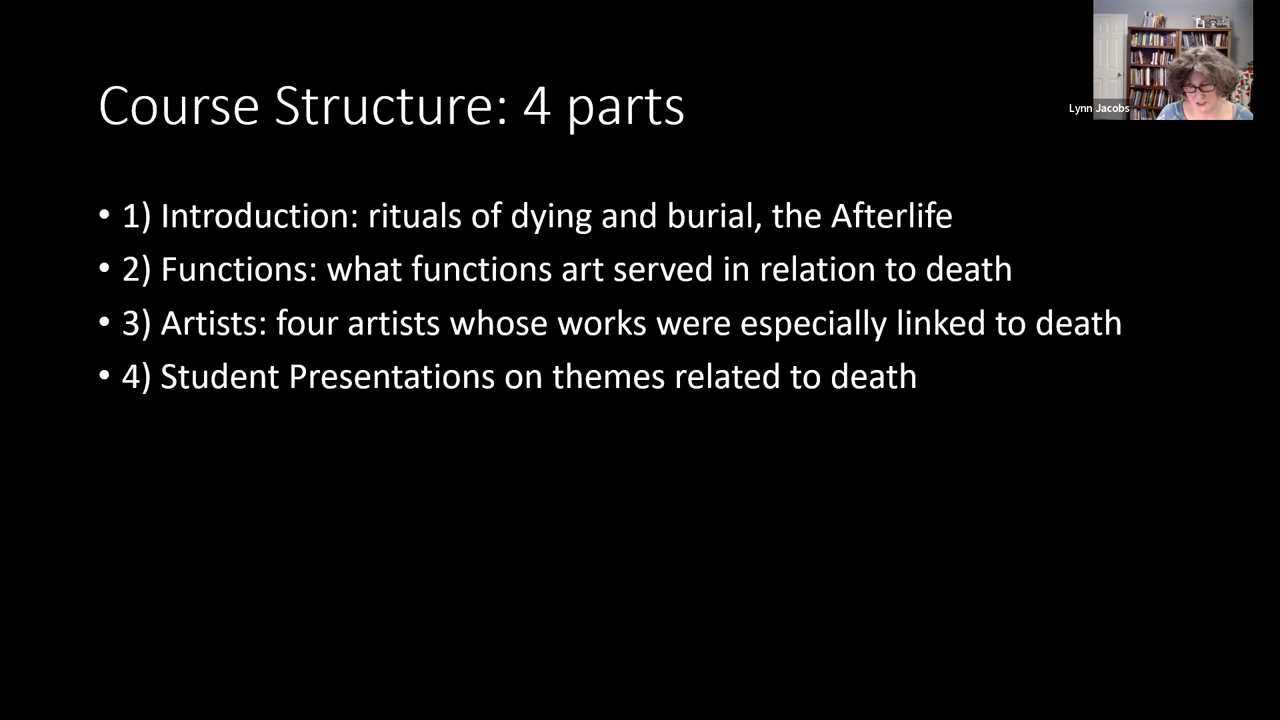 Course Structure: 4 parts
Lynn Jacobs
• 1) Introduction: rituals of dying and burial, the Afterlife
• 2) Functions: what functions art served in relation to death
• 3) Artists: four artists whose works were especially linked to death
• 4) Student Presentations on themes related to death